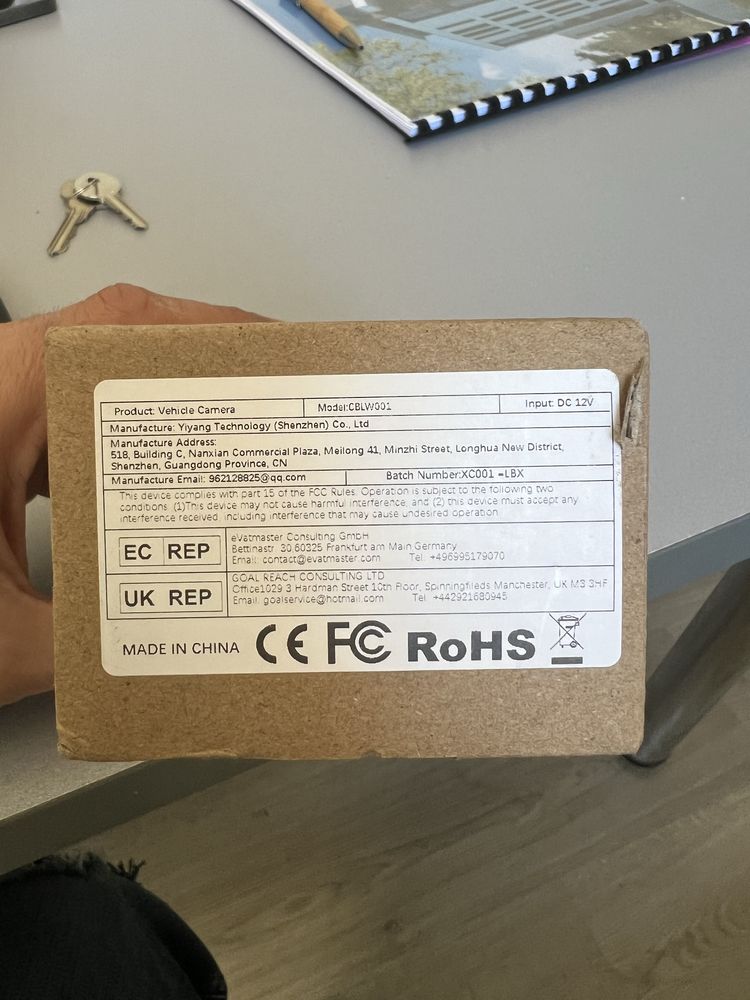 Product: Vehicle Camera Model:CBLW001 Input: DC 12V
Manufacture: Yiyang Technology (Shenzhen) Co., Ltd
Manufacture Address:
518, Building C, Nanxian Commercial Plaza, Meilong 41, Minzhi Street, Longhua New District,
Shenzhen, Guangdong Province, CN
Manufacture Email: 962128825@qq.com Batch Number:XC001 -LBX
This device complies with part 15 of the FCC Rules. Operation is subject to the following two
conditions: (1)This device may not cause harmful interference, and (2) this device must accept any
interference received, including interference that may cause undesired operation.
EC REP
eVatmaster Consulting GmbH
Bettinastr. 30,60325 Frankfurt am Main,Germany
Email: contact@evatmaster.com Tel: +496995179070
UK REP
GOAL REACH CONSULTING LTD
Office1029 3 Hardman Street 10th Floor, Spinningfileds Manchester, UK M3 3HF
Email: goalservice@hotmail.com Tel: +442921680945
MADE IN CHINA CE FC RoHS